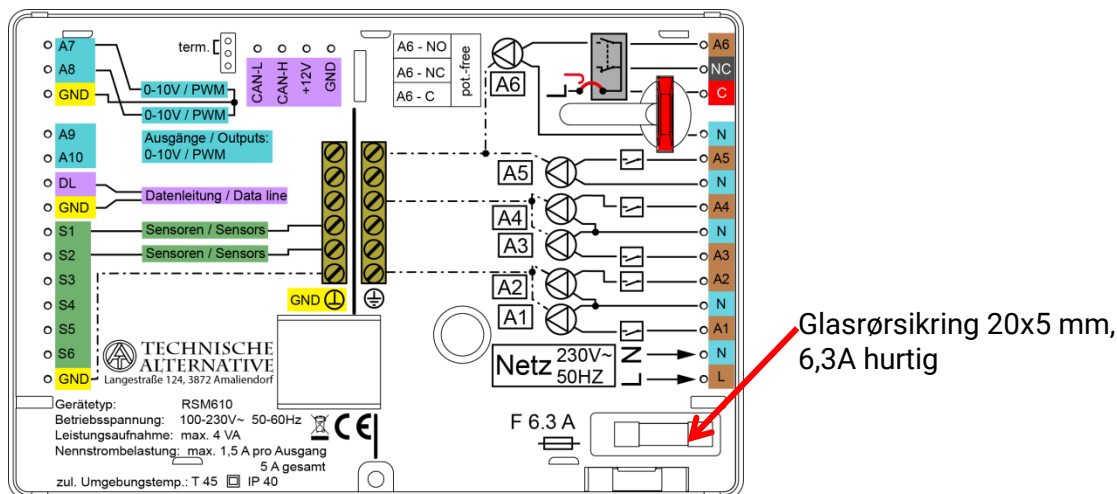 A7
A8
GND
A9
A10
DL
GND
S1
S2
S3
S4
S5
S6
GND
term.
CAN-L
CAN-H
+12V
GND
0-10V / PWM
0-10V / PWM
Ausgänge / Outputs:
0-10V / PWM
Datenleitung / Data line
Sensoren / Sensors
Sensoren / Sensors
GND
A6 - NO
A6 - NC
A6 - C
pot.-free
A6
A5
A4
A3
A2
A1
Netz 230V~
50HZ
L N
A6
NC
C
N
A5
N
A4
N
A3
A2
N
A1
N
L
TECHNISCHE
ALTERNATIVE
Langestraße 124, 3872 Amaliendorf
Gerätetyp: RSM610
Betriebsspannung: 100-230V~ 50-60Hz
Leistungsaufnahme: max. 4 VA
Nennstrombelastung: max. 1,5 A pro Ausgang
5 A gesamt
zul. Umgebungstemp.: T 45 IP 40
CE
F 6.3 A
Glasrørsikring 20x5 mm,
6,3A hurtig